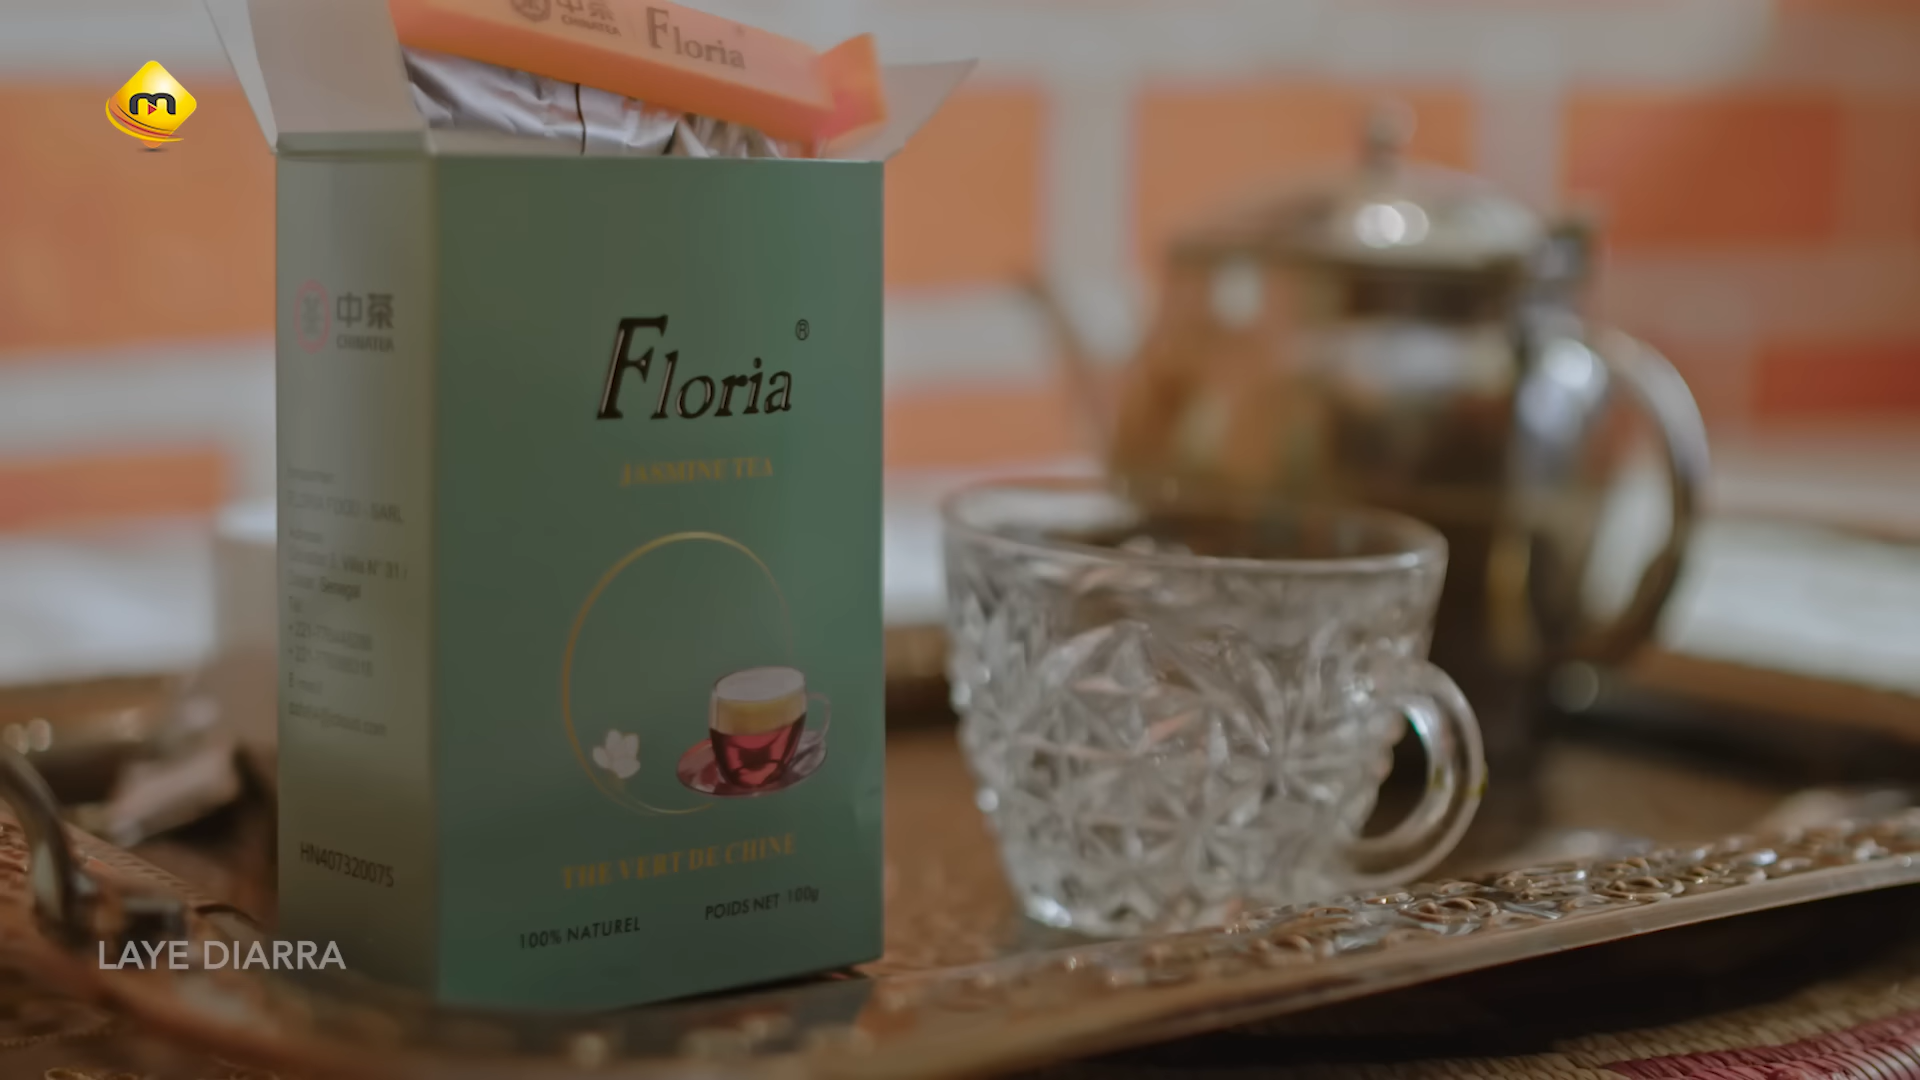 中茶
CHINATEA
Floria
m
中茶
CHINATEA
Floria®
JASMINE TEA
THE VERT DE CHINE
100% NATUREL
POIDS NET 100g
HN407320075
LAYE DIARRA